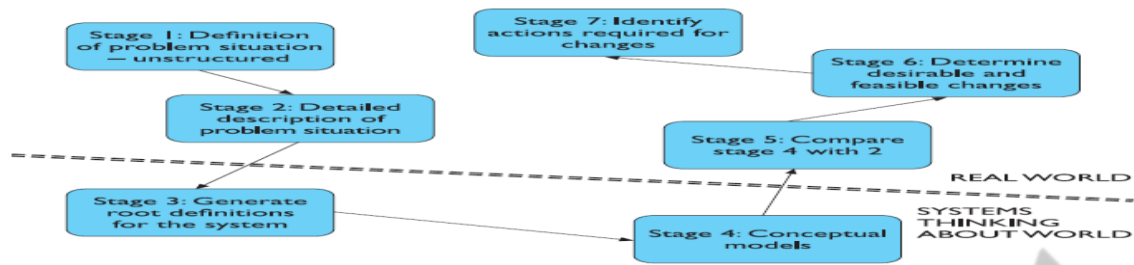 Stage 1: Definition
of problem situation
— unstructured
Stage 2: Detailed
description of
problem situation
Stage 3: Generate
root definitions
for the system
Stage 4: Conceptual
models
Stage 5: Compare
stage 4 with 2
Stage 6: Determine
desirable and
feasible changes
Stage 7: Identify
actions required for
changes
REAL WORLD
SYSTEMS
THINKING
ABOUT WORLD